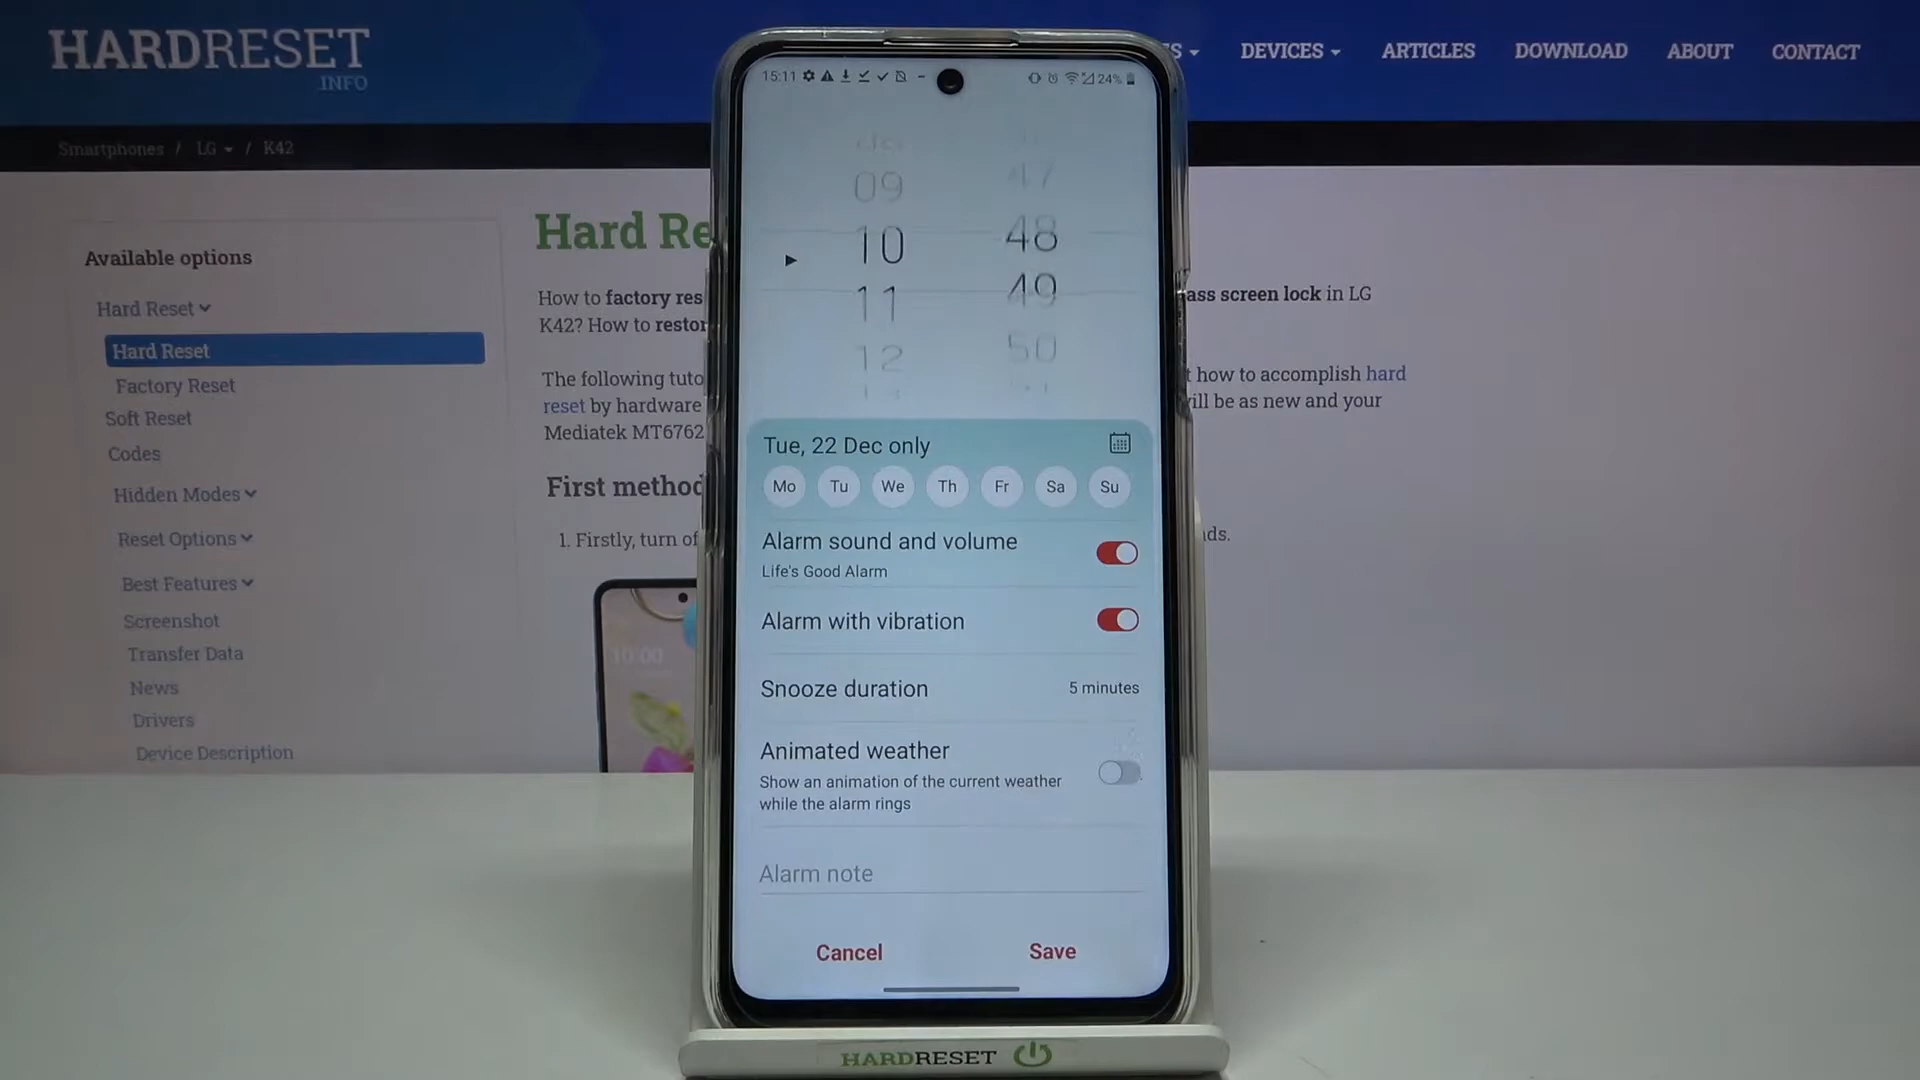 HARDRESET
.INFO
DEVICES
ARTICLES
DOWNLOAD
ABOUT
CONTACT
Smartphones / LG / K42
Available options
Hard Reset
Hard Reset
Factory Reset
Soft Reset
Codes
Hidden Modes
Reset Options
Best Features
Screenshot
Transfer Data
News
Drivers
Device Description
Hard Re
How to factory res
ass screen lock in LG
K42? How to restor
The following tuto
t how to accomplish hard
reset by hardware
will be as new and your
Mediatek MT6762
First method
1. Firstly, turn of
ds.
10:00
15:11
24%
09
47
10
48
11
49
12
50
Tue, 22 Dec only
Mo Tu We Th Fr Sa Su
Alarm sound and volume
Life's Good Alarm
Alarm with vibration
Snooze duration
5 minutes
Animated weather
Show an animation of the current weather
while the alarm rings
Alarm note
Cancel
Save
HARDRESET